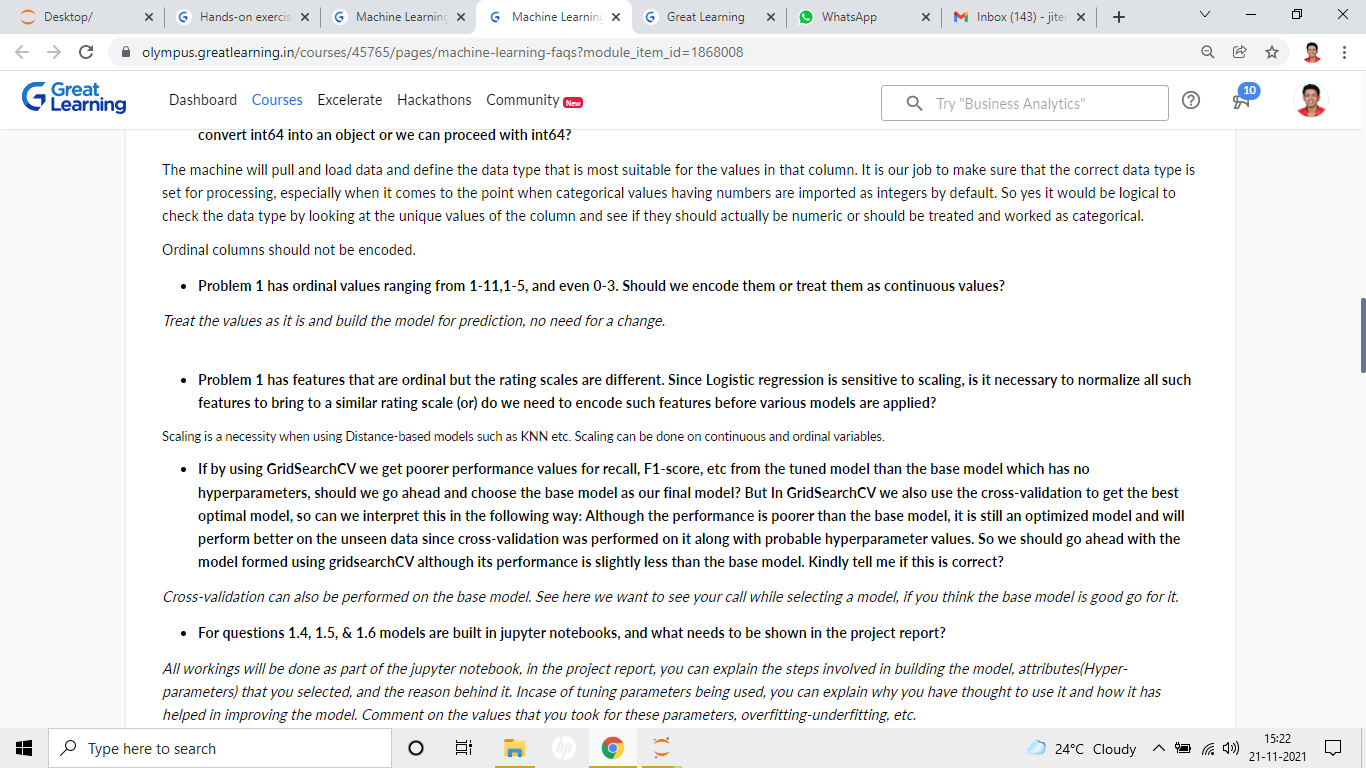 Desktop/
Hands-on exercis
Machine Learning
Machine Learning
Great Learning
WhatsApp
Inbox (143) - jiter
olympus.greatlearning.in/courses/45765/pages/machine-learning-faqs?module_item_id=1868008
Great
Learning
Dashboard Courses Excelerate Hackathons Community New
Try "Business Analytics"
10
convert int64 into an object or we can proceed with int64?
The machine will pull and load data and define the data type that is most suitable for the values in that column. It is our job to make sure that the correct data type is
set for processing, especially when it comes to the point when categorical values having numbers are imported as integers by default. So yes it would be logical to
check the data type by looking at the unique values of the column and see if they should actually be numeric or should be treated and worked as categorical.
Ordinal columns should not be encoded.
• Problem 1 has ordinal values ranging from 1-11,1-5, and even 0-3. Should we encode them or treat them as continuous values?
Treat the values as it is and build the model for prediction, no need for a change.
• Problem 1 has features that are ordinal but the rating scales are different. Since Logistic regression is sensitive to scaling, is it necessary to normalize all such
features to bring to a similar rating scale (or) do we need to encode such features before various models are applied?
Scaling is a necessity when using Distance-based models such as KNN etc. Scaling can be done on continuous and ordinal variables.
• If by using GridSearchCV we get poorer performance values for recall, F1-score, etc from the tuned model than the base model which has no
hyperparameters, should we go ahead and choose the base model as our final model? But In GridSearchCV we also use the cross-validation to get the best
optimal model, so can we interpret this in the following way: Although the performance is poorer than the base model, it is still an optimized model and will
perform better on the unseen data since cross-validation was performed on it along with probable hyperparameter values. So we should go ahead with the
model formed using gridsearchCV although its performance is slightly less than the base model. Kindly tell me if this is correct?
Cross-validation can also be performed on the base model. See here we want to see your call while selecting a model, if you think the base model is good go for it.
• For questions 1.4, 1.5, & 1.6 models are built in jupyter notebooks, and what needs to be shown in the project report?
All workings will be done as part of the jupyter notebook, in the project report, you can explain the steps involved in building the model, attributes(Hyper-
parameters) that you selected, and the reason behind it. Incase of tuning parameters being used, you can explain why you have thought to use it and how it has
helped in improving the model. Comment on the values that you took for these parameters, overfitting-underfitting, etc.
Type here to search
hp
24°C Cloudy
15:22
21-11-2021